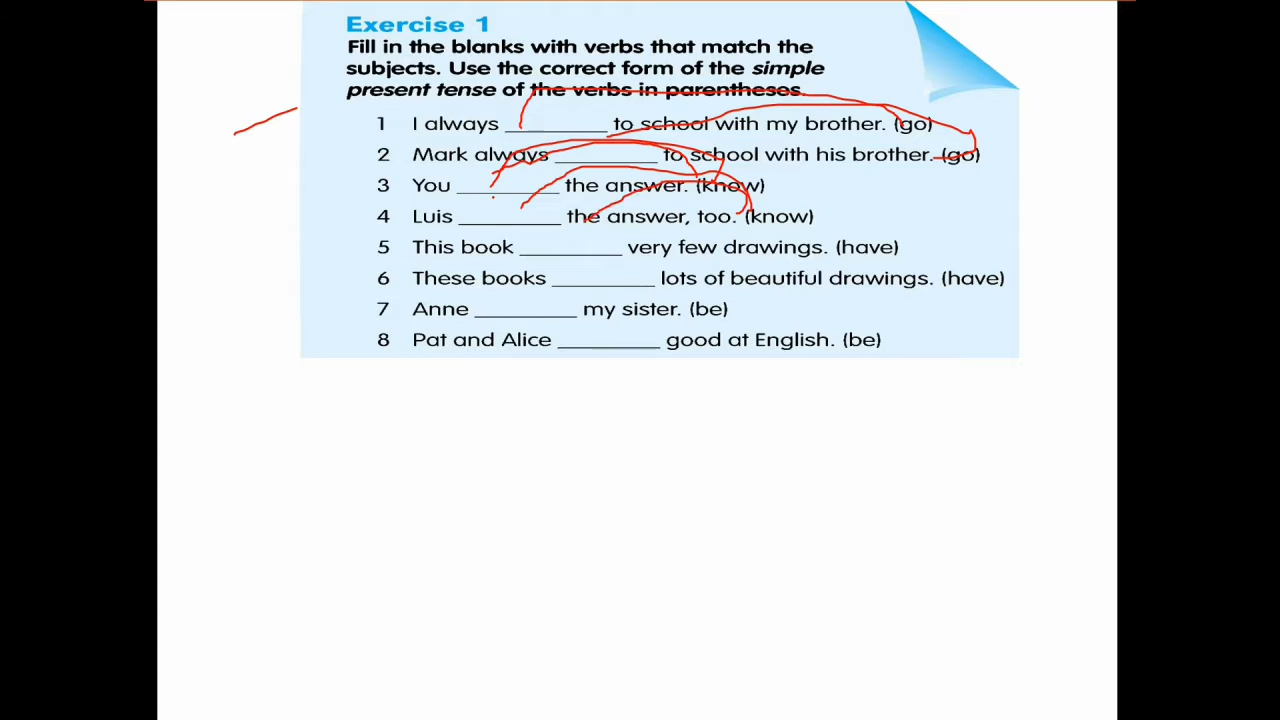 Exercise 1
Fill in the blanks with verbs that match the
subjects. Use the correct form of the simple
present tense of the verbs in parentheses.
1 I always __________ to school with my brother. (go)
2 Mark always __________ to school with his brother. (go)
3 You __________ the answer. (know)
4 Luis __________ the answer, too. (know)
5 This book __________ very few drawings. (have)
6 These books __________ lots of beautiful drawings. (have)
7 Anne __________ my sister. (be)
8 Pat and Alice __________ good at English. (be)